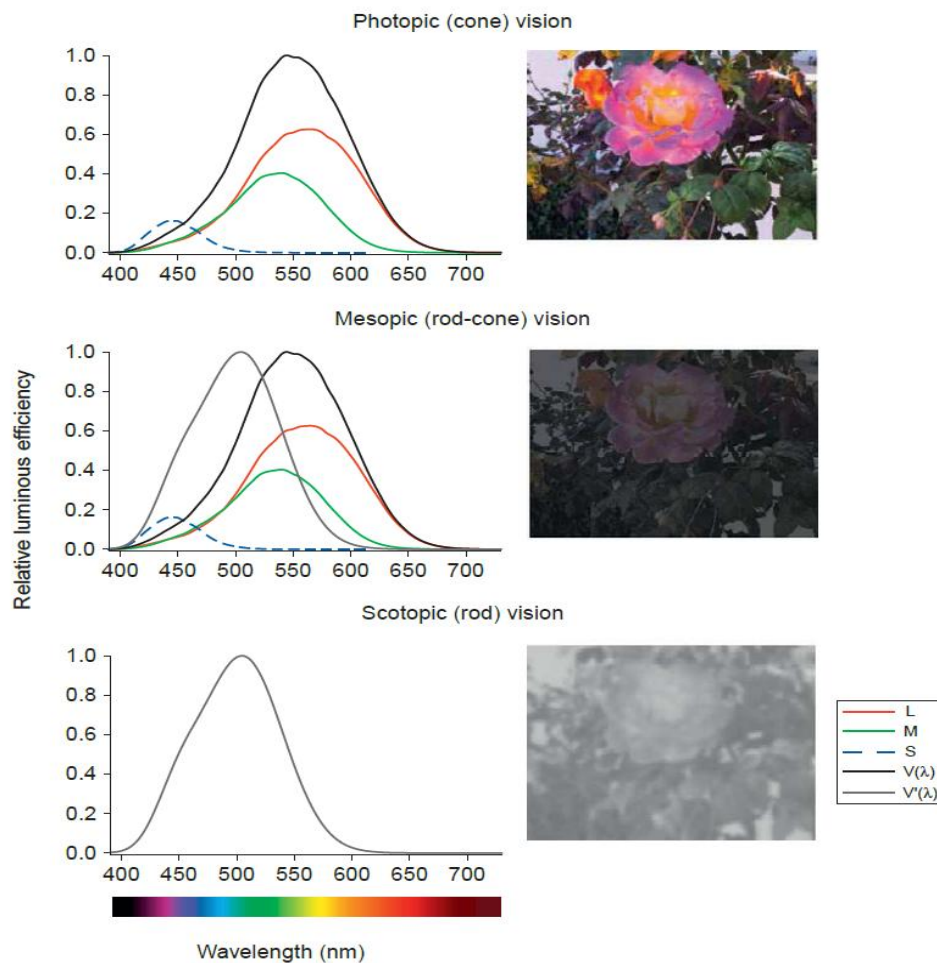 Photopic (cone) vision
1.0
0.8
0.6
0.4
0.2
0.0
400 450 500 550 600 650 700
Mesopic (rod-cone) vision
1.0
0.8
0.6
0.4
0.2
0.0
400 450 500 550 600 650 700
Relative luminous efficiency
Scotopic (rod) vision
1.0
0.8
0.6
0.4
0.2
0.0
400 450 500 550 600 650 700
L
M
S
V(λ)
V'(λ)
Wavelength (nm)